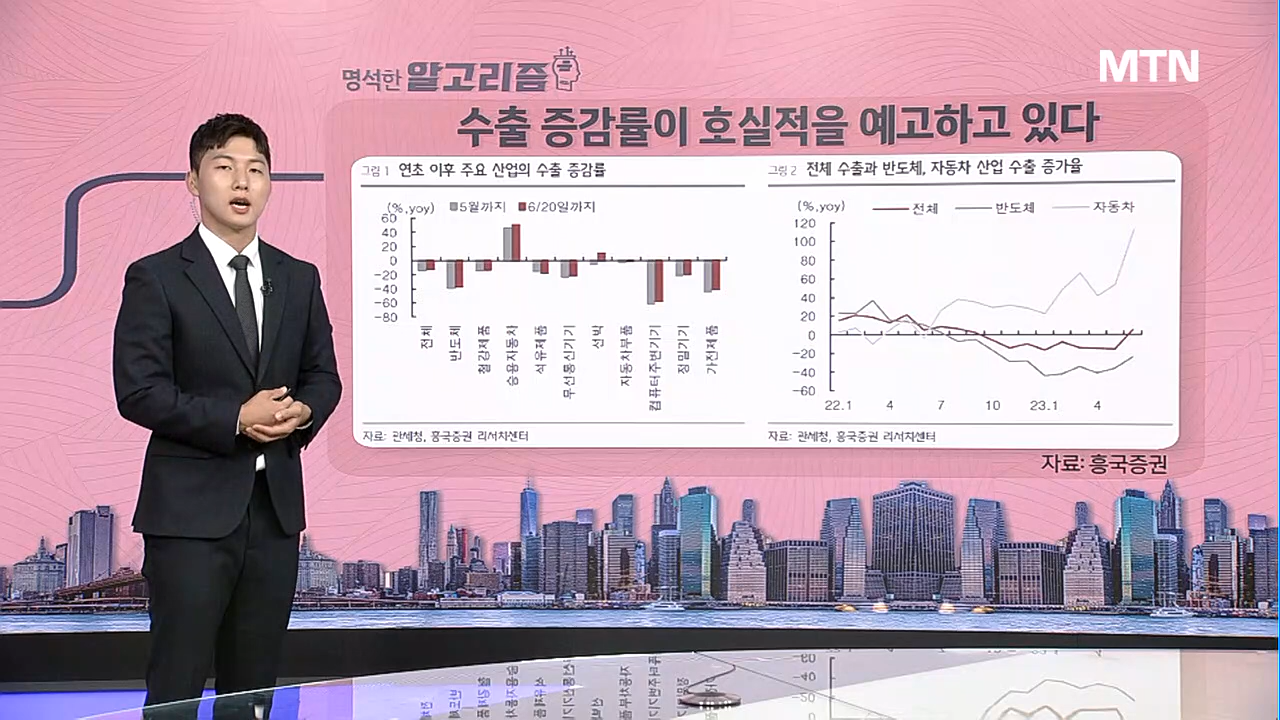 MTN
명석한 알고리즘
수출 증감률이 호실적을 예고하고 있다
그림 1 연초 이후 주요 산업의 수출 증감률
(%,yoy) 5월까지 6/20일까지
60
40
20
0
-20
-40
-60
-80
전체
반도체
철강제품
승용자동차
석유제품
무선통신기기
선박
자동차부품
컴퓨터주변기기
정밀기기
가전제품
자료: 관세청, 흥국증권 리서치센터
그림 2 전체 수출과 반도체, 자동차 산업 수출 증가율
(%,yoy) 전체 반도체 자동차
120
100
80
60
40
20
0
-20
-40
-60
22.1 4 7 10 23.1 4
자료: 관세청, 흥국증권 리서치센터
자료: 흥국증권